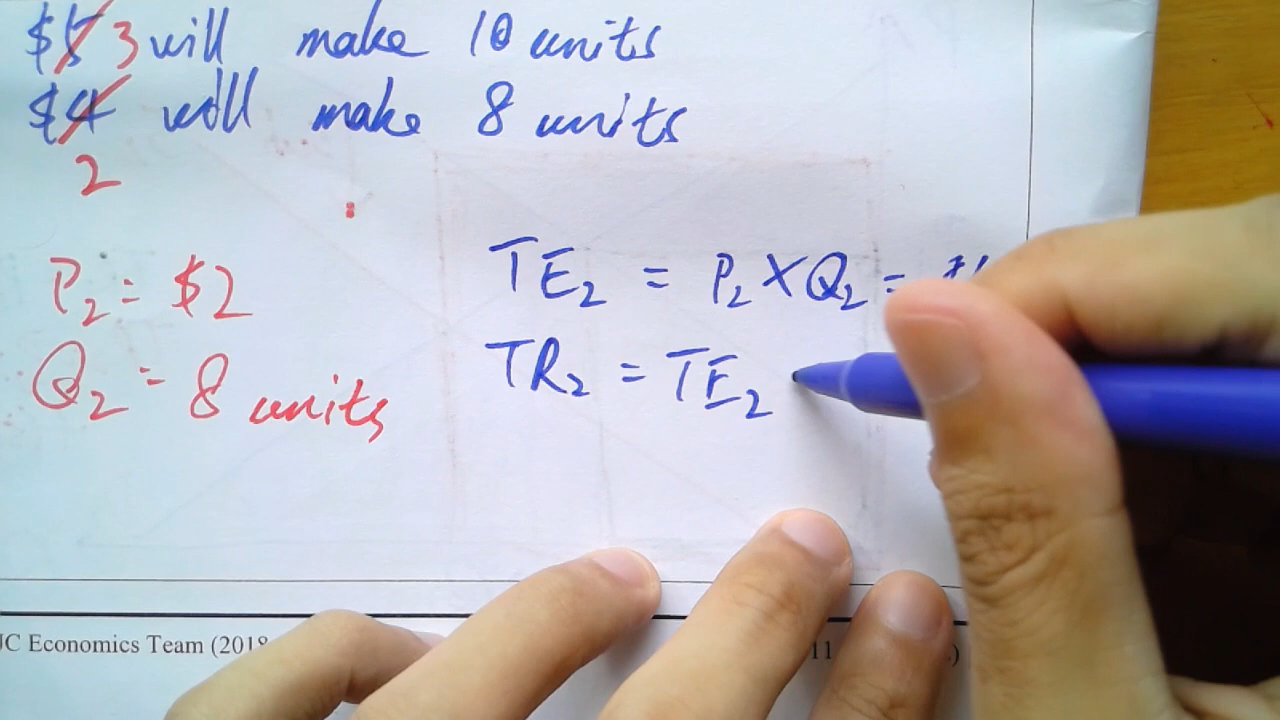 $5 3 will make 10 units
$4 will make 8 units
2
P2 = $2
Q2 = 8 units
TE2 = P2 X Q2 =
TR2 = TE2
JC Economics Team (2018
11
)